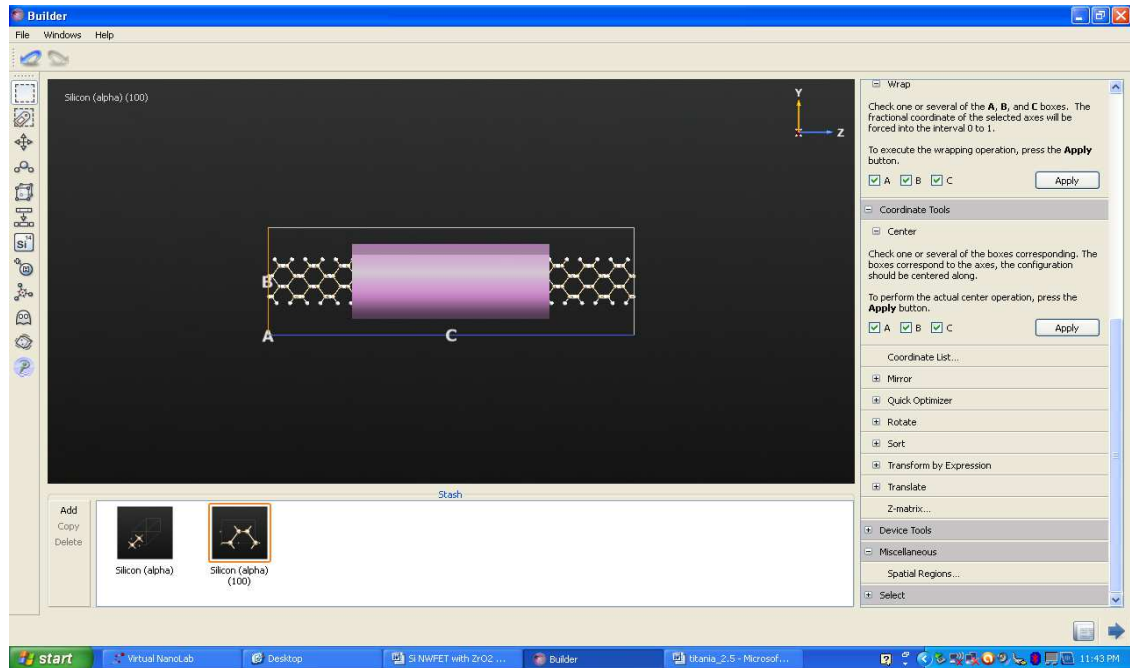 Builder
File Windows Help
Silicon (alpha) (100)
Y
Z
B
A
C
Si 14
Wrap
Check one or several of the A, B, and C boxes. The
fractional coordinate of the selected axes will be
forced into the interval 0 to 1.
To execute the wrapping operation, press the Apply
button.
A B C Apply
Coordinate Tools
Center
Check one or several of the boxes corresponding. The
boxes correspond to the axes, the configuration
should be centered along.
To perform the actual center operation, press the
Apply button.
A B C Apply
Coordinate List...
Mirror
Quick Optimizer
Rotate
Sort
Transform by Expression
Translate
Z-matrix...
Device Tools
Miscellaneous
Spatial Regions...
Select
Stash
Add
Copy
Delete
Silicon (alpha)
Silicon (alpha)
(100)
start Virtual NanoLab Desktop Si NWFET with ZrO2 ... Builder titania_2.5 - Microsof... 11:43 PM